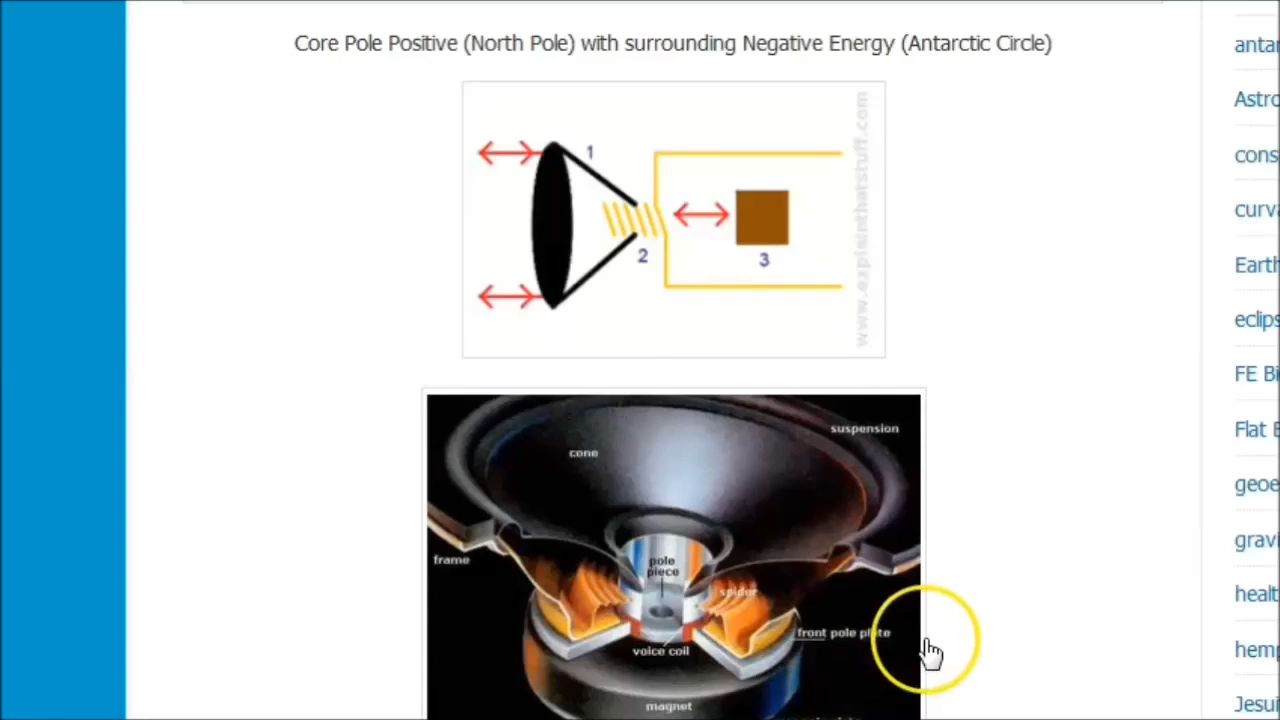 Core Pole Positive (North Pole) with surrounding Negative Energy (Antarctic Circle)
1
2
3
www.explainthatstuff.com
suspension
cone
frame
pole
piece
spider
front pole plate
voice coil
magnet
antar
Astro
cons
curv
Earth
eclips
FE Bi
Flat E
geoe
gravi
healt
hemp
Jesui